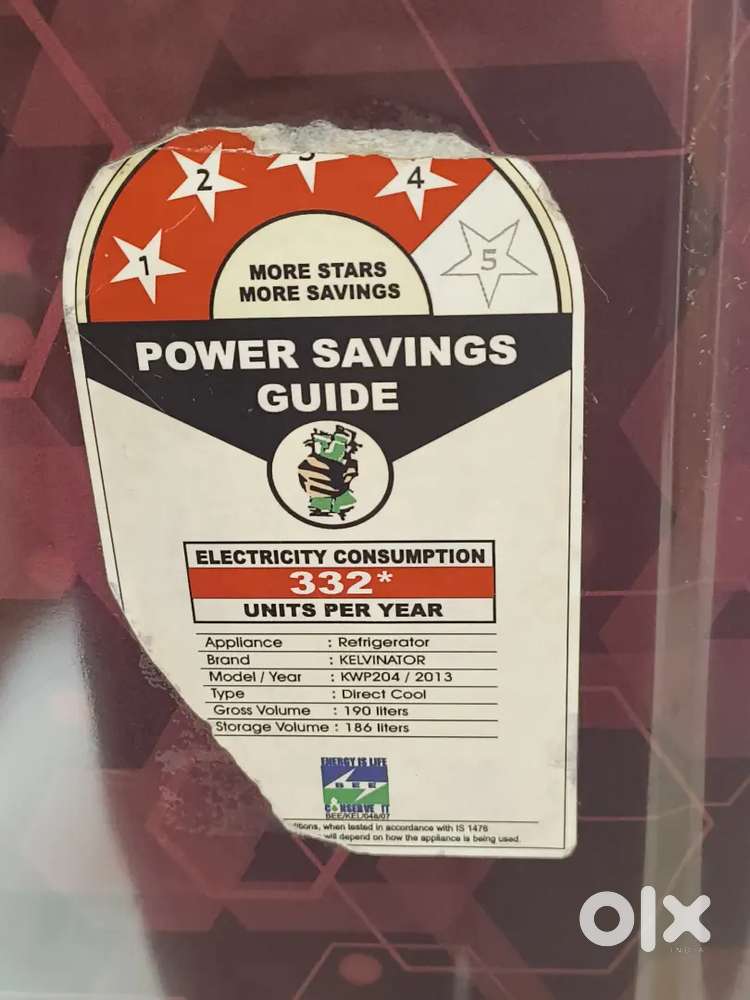 1 2 3 4 5
MORE STARS
MORE SAVINGS
POWER SAVINGS
GUIDE
ELECTRICITY CONSUMPTION
332*
UNITS PER YEAR
Appliance : Refrigerator
Brand : KELVINATOR
Model / Year : KWP204 / 2013
Type : Direct Cool
Gross Volume : 190 liters
Storage Volume : 186 liters
ENERGY IS LIFE
BEE
CONSERVE IT
BEE/KEL/048/07
when tested in accordance with IS 1476
will depend on how the appliance is being used.
olx
INDIA